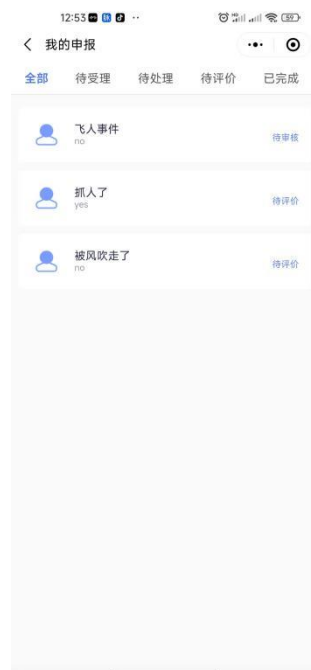 12:53
我的申报
全部 待受理 待处理 待评价 已完成
飞人事件
no
待审核
抓人了
yes
待评价
被风吹走了
no
待评价